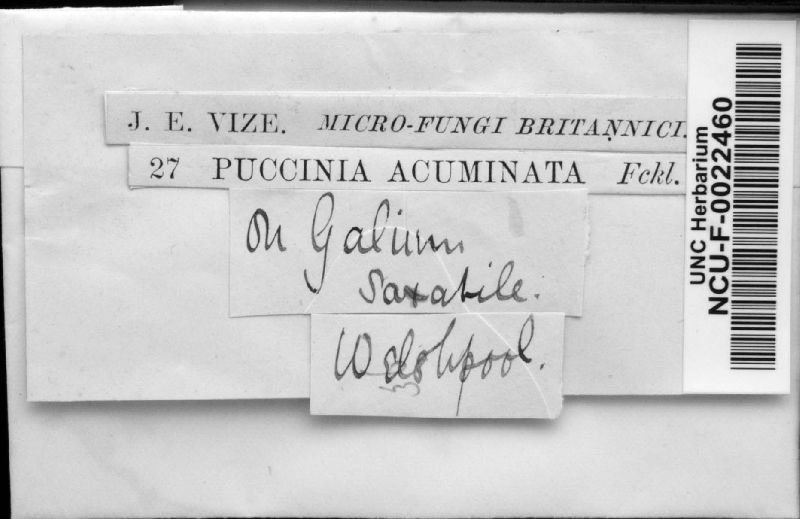 J. E. VIZE. MICRO-FUNGI BRITANNICI.
27 PUCCINIA ACUMINATA Fckl.
On Galium
Saxatile.
Welshpool.
UNC Herbarium
NCU-F-0022460